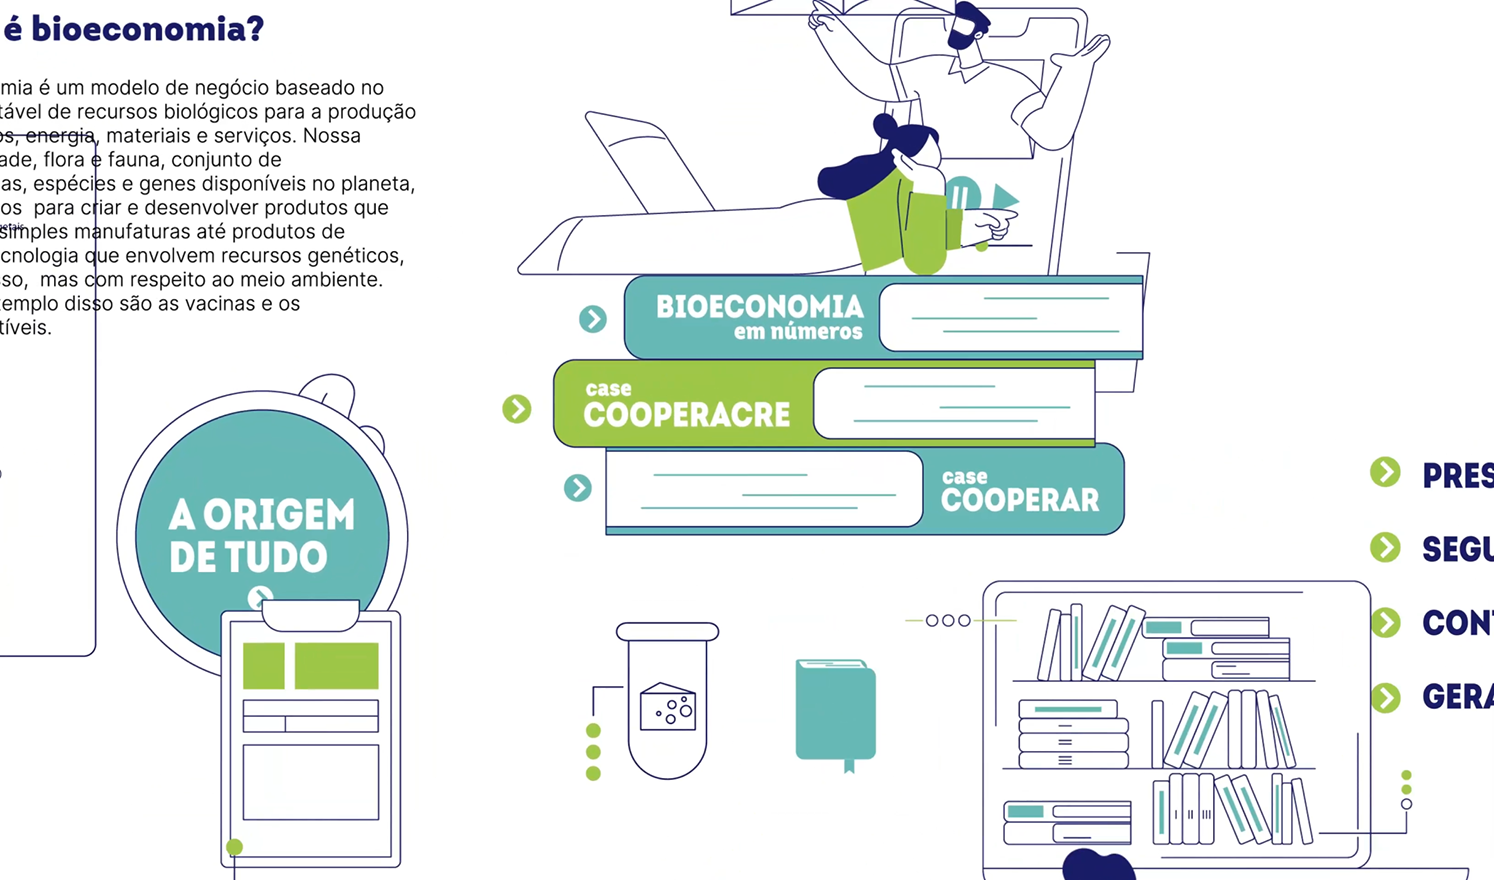 é bioeconomia?
mia é um modelo de negócio baseado no
tável de recursos biológicos para a produção
os, energia, materiais e serviços. Nossa
ade, flora e fauna, conjunto de
as, espécies e genes disponíveis no planeta,
os para criar e desenvolver produtos que
simples manufaturas até produtos de
cnologia que envolvem recursos genéticos,
sso, mas com respeito ao meio ambiente.
emplo disso são as vacinas e os
tíveis.
A ORIGEM
DE TUDO
BIOECONOMIA
em números
case
COOPERACRE
case
COOPERAR
PRES
SEGU
CONT
GERA